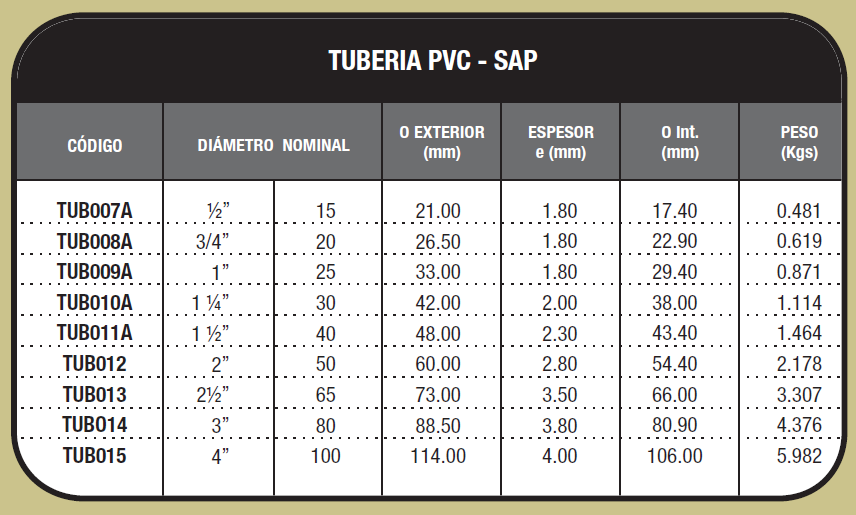 TUBERIA PVC - SAP
CÓDIGO DIÁMETRO NOMINAL O EXTERIOR (mm) ESPESOR e (mm) O Int. (mm) PESO (Kgs)
TUB007A ½” 15 21.00 1.80 17.40 0.481
TUB008A 3/4” 20 26.50 1.80 22.90 0.619
TUB009A 1” 25 33.00 1.80 29.40 0.871
TUB010A 1 ¼” 30 42.00 2.00 38.00 1.114
TUB011A 1 ½” 40 48.00 2.30 43.40 1.464
TUB012 2” 50 60.00 2.80 54.40 2.178
TUB013 2½” 65 73.00 3.50 66.00 3.307
TUB014 3” 80 88.50 3.80 80.90 4.376
TUB015 4” 100 114.00 4.00 106.00 5.982